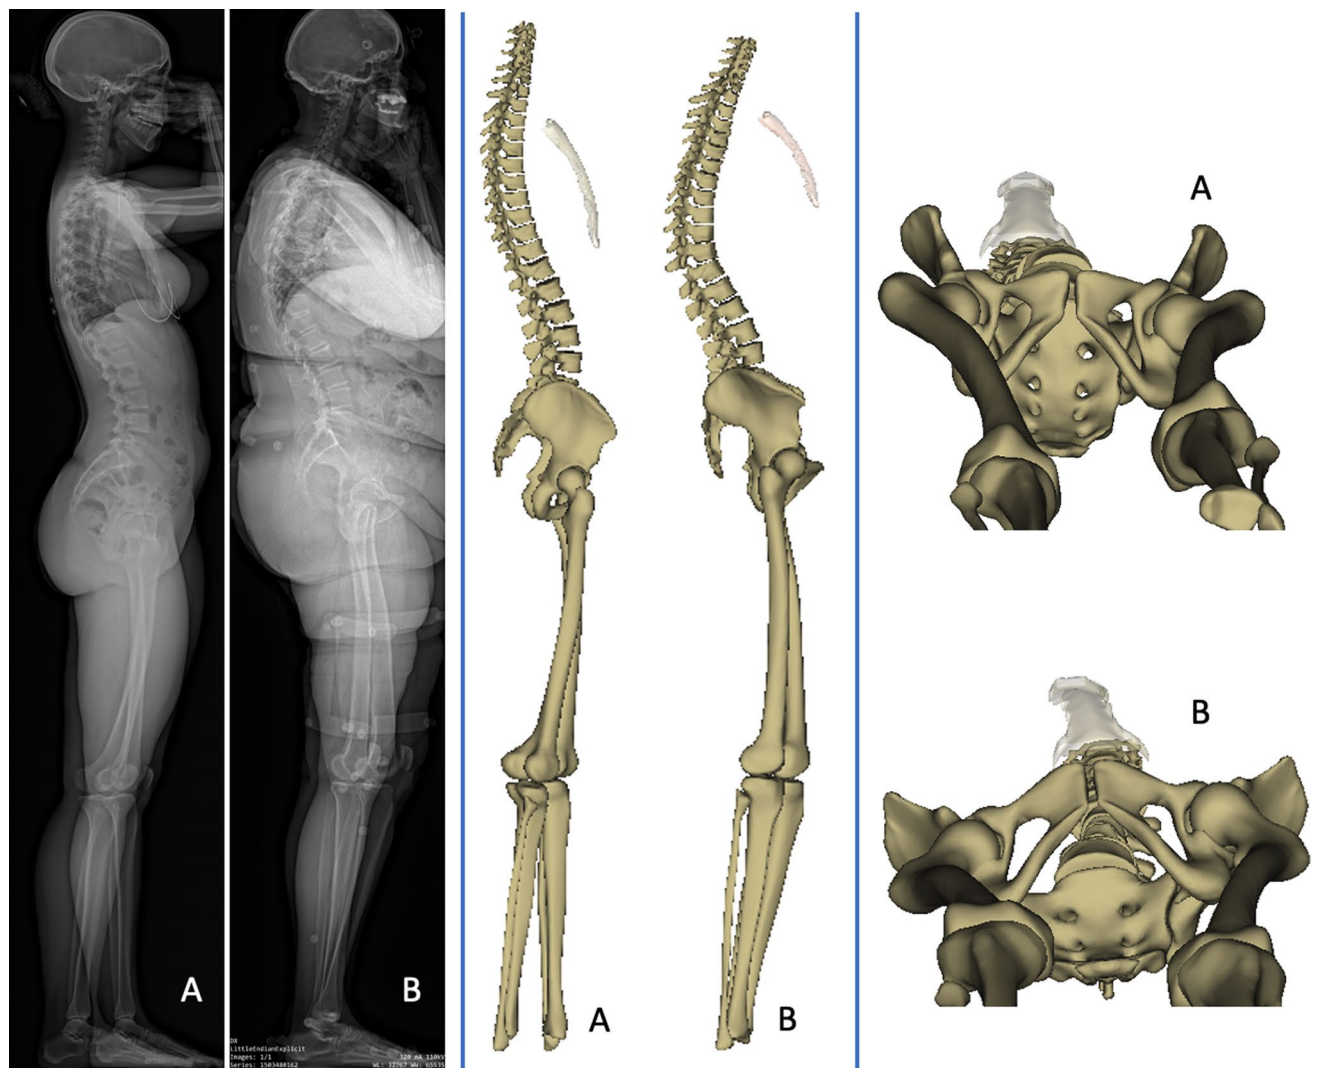 A
B
DX
LittleEndianExplicit
Images: 1/1
Series: 1503480162
320 mA 110kV
WL: 32767 WW: 65535
A
B
A
B